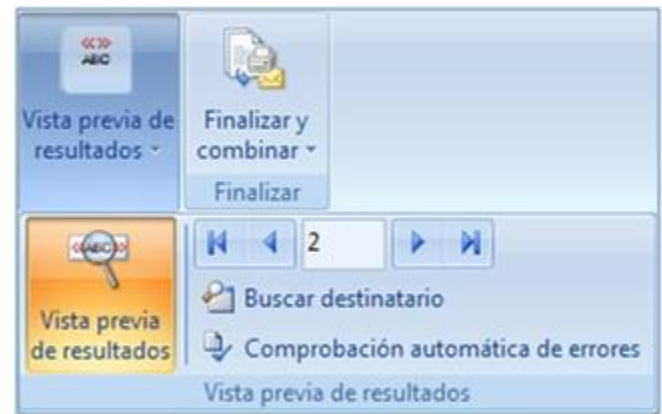 «»
ABC
Vista previa de
resultados
Finalizar y
combinar
Finalizar
«ABC»
Vista previa
de resultados
2
Buscar destinatario
Comprobación automática de errores
Vista previa de resultados